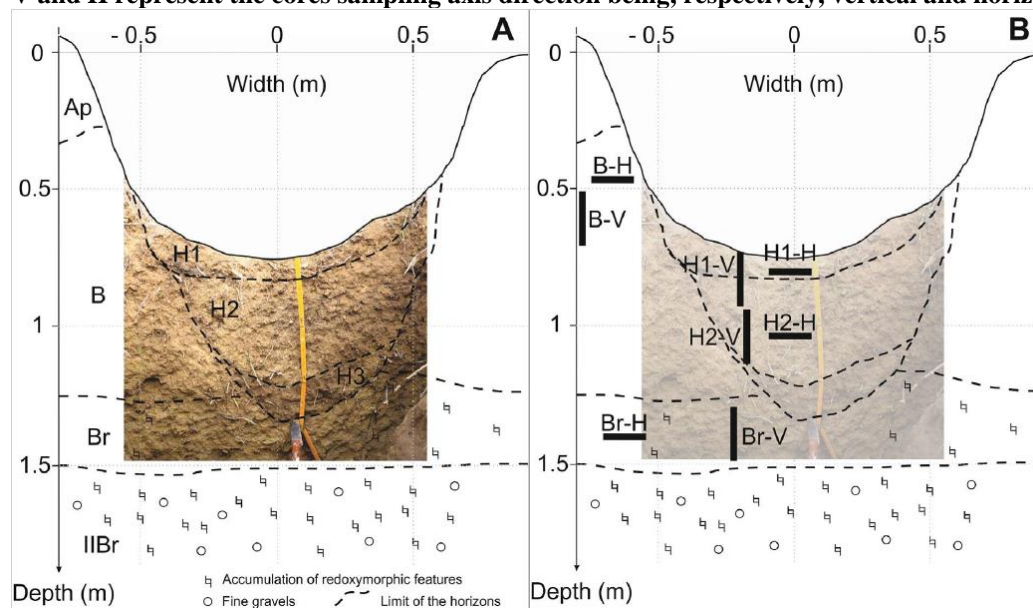 V and H represent the cores sampling axis direction being, respectively, vertical and horiz
- 0.5 0 0.5 A
0
Width (m)
Ap
0.5
H1
B
H2
1
H3
Br
1.5
IIBr
Depth (m)
Accumulation of redoxymorphic features
Fine gravels Limit of the horizons
- 0.5 0 0.5 B
0
Width (m)
B-H
0.5
B-V
H1-V H1-H
1
H2-V H2-H
Br-H Br-V
1.5
Depth (m)